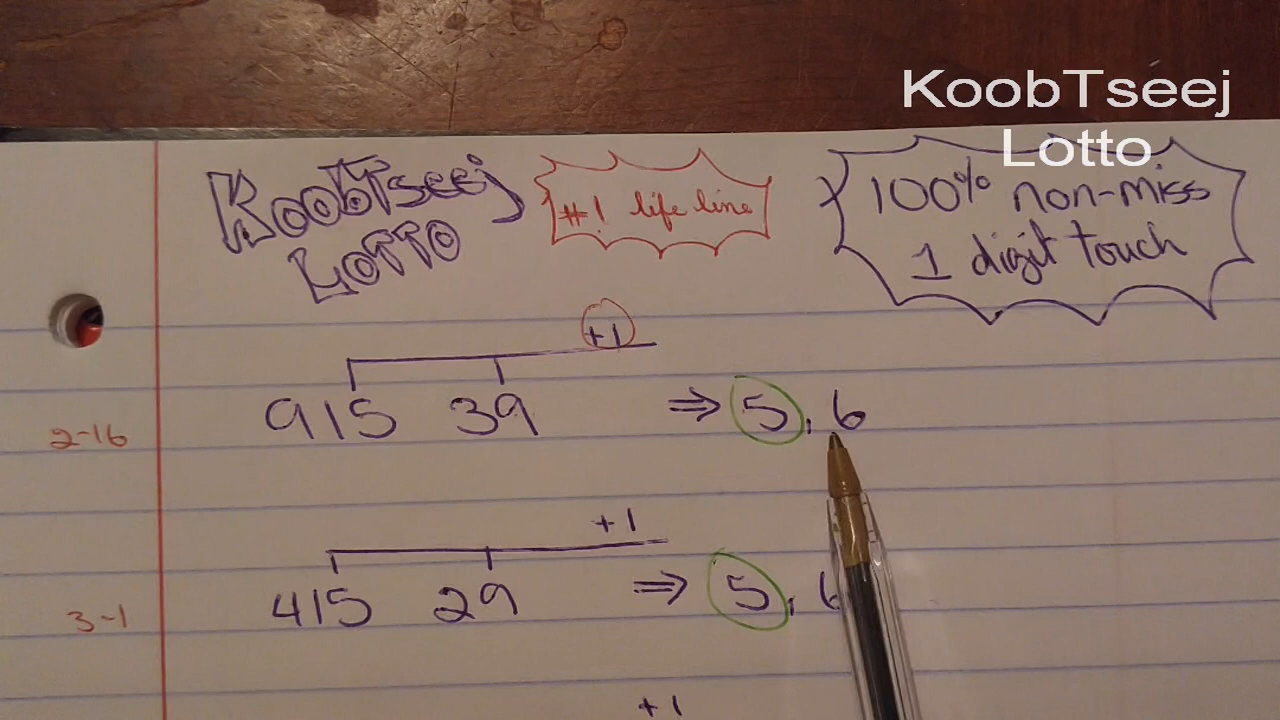 KoobTseej
Lotto
KoobTseej
LOTTO
#1 life line
100% non-miss
1 digit touch
+1
2-16 915 39 ⇒ 5, 6
+1
3-1 415 29 ⇒ 5, 6
+1